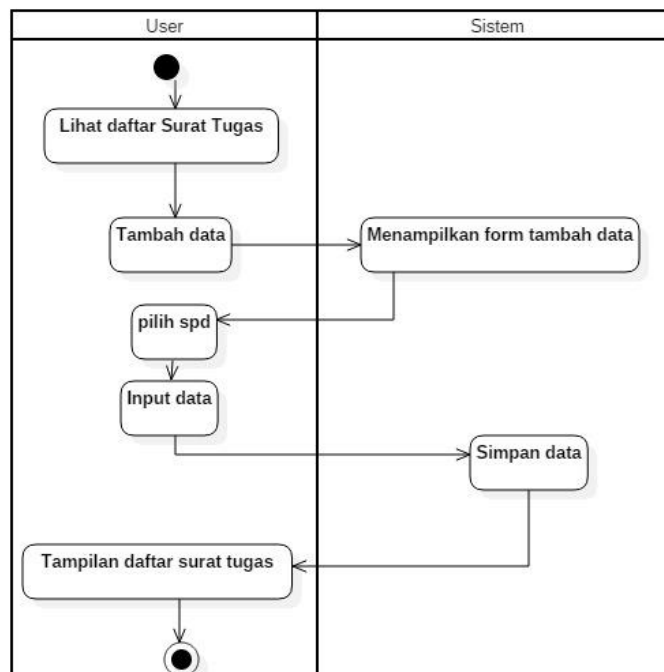 User
Sistem
Lihat daftar Surat Tugas
Tambah data
Menampilkan form tambah data
pilih spd
Input data
Simpan data
Tampilan daftar surat tugas